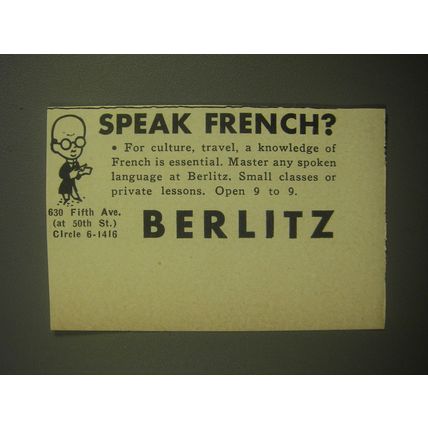 SPEAK FRENCH?
• For culture, travel, a knowledge of
French is essential. Master any spoken
language at Berlitz. Small classes or
private lessons. Open 9 to 9.
630 Fifth Ave.
(at 50th St.)
CIrcle 6-1416
BERLITZ